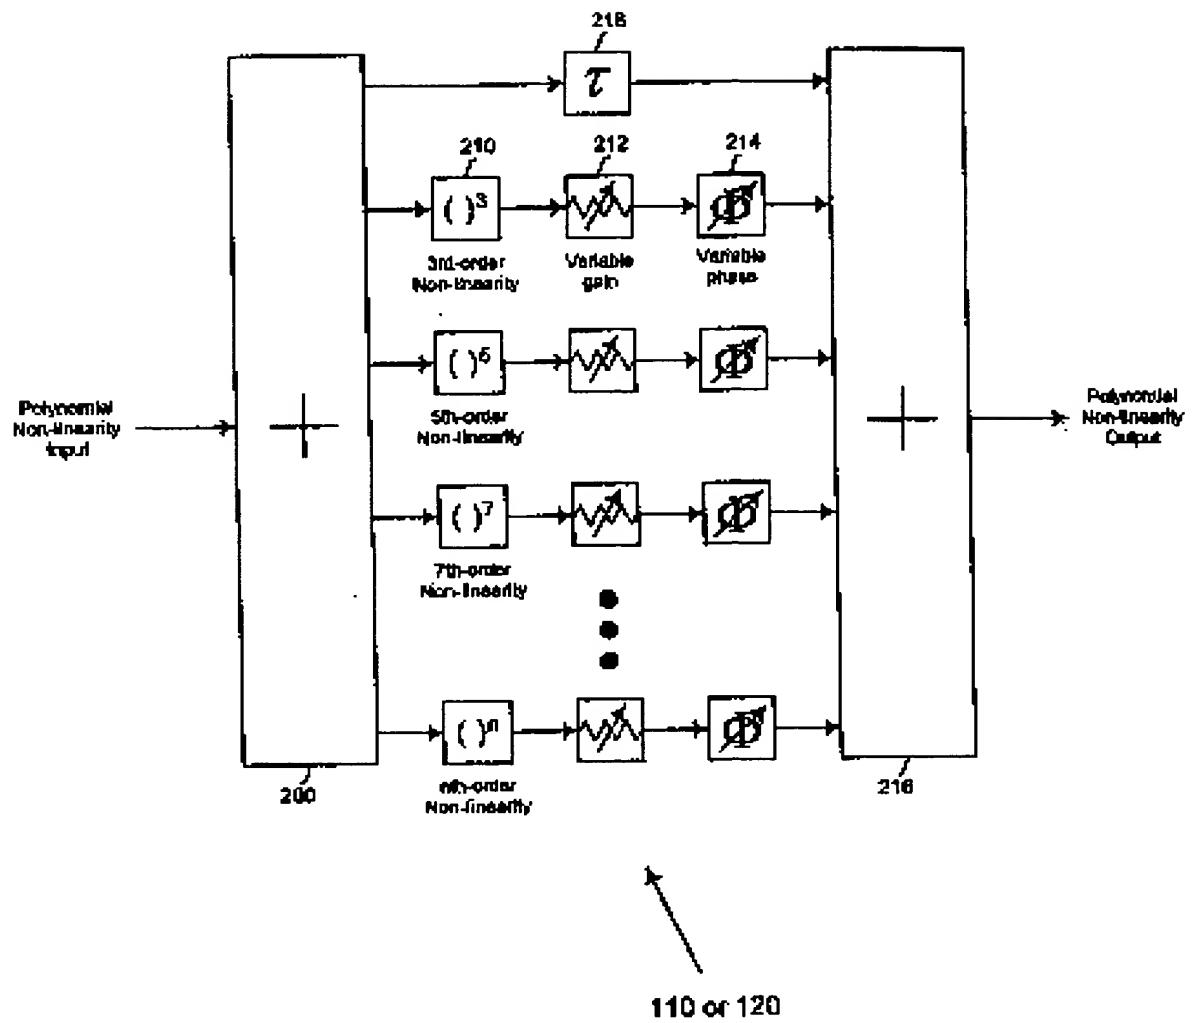 218
τ
210
212
214
( )³
Φ
3rd-order
Non-linearity
Variable
gain
Variable
phase
( )⁵
Φ
5th-order
Non-linearity
Polynomial
Non-linearity
Input
+
+
Polynomial
Non-linearity
Output
( )⁷
Φ
7th-order
Non-linearity
( )ⁿ
Φ
nth-order
Non-linearity
200
216
110 or 120